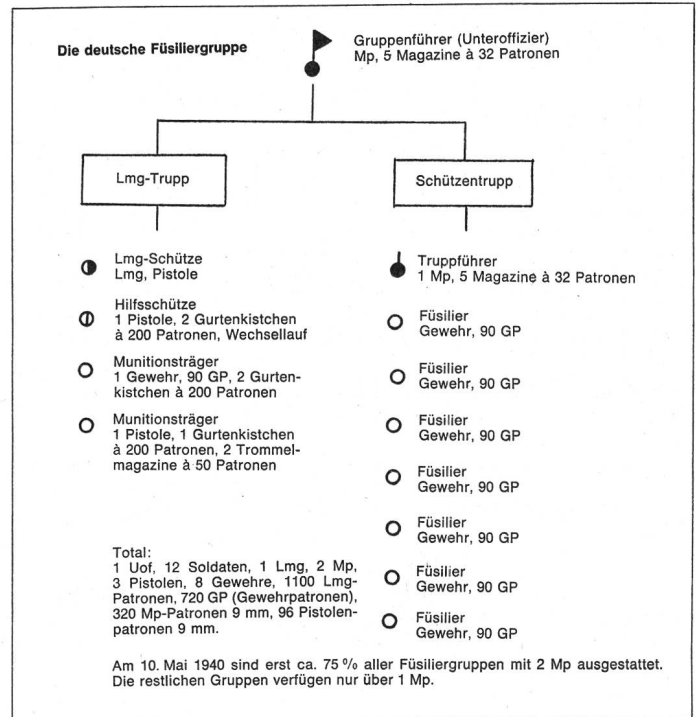 Die deutsche Füsiliergruppe
Gruppenführer (Unteroffizier)
Mp, 5 Magazine à 32 Patronen
Lmg-Trupp
Lmg-Schütze
Lmg, Pistole
Hilfsschütze
1 Pistole, 2 Gurtenkistchen
à 200 Patronen, Wechsellauf
Munitionsträger
1 Gewehr, 90 GP, 2 Gurten-
kistchen à 200 Patronen
Munitionsträger
1 Pistole, 1 Gurtenkistchen
à 200 Patronen, 2 Trommel-
magazine à 50 Patronen
Schützentrupp
Truppführer
1 Mp, 5 Magazine à 32 Patronen
Füsilier
Gewehr, 90 GP
Füsilier
Gewehr, 90 GP
Füsilier
Gewehr, 90 GP
Füsilier
Gewehr, 90 GP
Füsilier
Gewehr, 90 GP
Füsilier
Gewehr, 90 GP
Füsilier
Gewehr, 90 GP
Total:
1 Uof, 12 Soldaten, 1 Lmg, 2 Mp,
3 Pistolen, 8 Gewehre, 1100 Lmg-
Patronen, 720 GP (Gewehrpatronen),
320 Mp-Patronen 9 mm, 96 Pistolen-
patronen 9 mm.
Am 10. Mai 1940 sind erst ca. 75 % aller Füsiliergruppen mit 2 Mp ausgestattet.
Die restlichen Gruppen verfügen nur über 1 Mp.